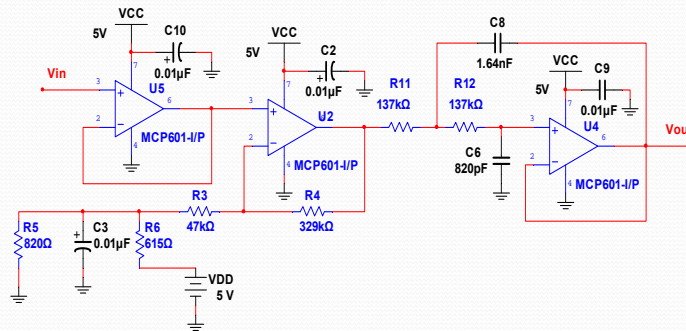 VCC
5V
C10
0.01µF
Vin
3
2
7
6
4
U5
MCP601-I/P
VCC
5V
C2
0.01µF
3
2
7
6
4
U2
MCP601-I/P
R11
137kΩ
R12
137kΩ
C8
1.64nF
C6
820pF
VCC
5V
C9
0.01µF
3
2
7
6
4
U4
MCP601-I/P
Vou
R3
47kΩ
R4
329kΩ
R5
820Ω
C3
0.01µF
R6
615Ω
VDD
5 V